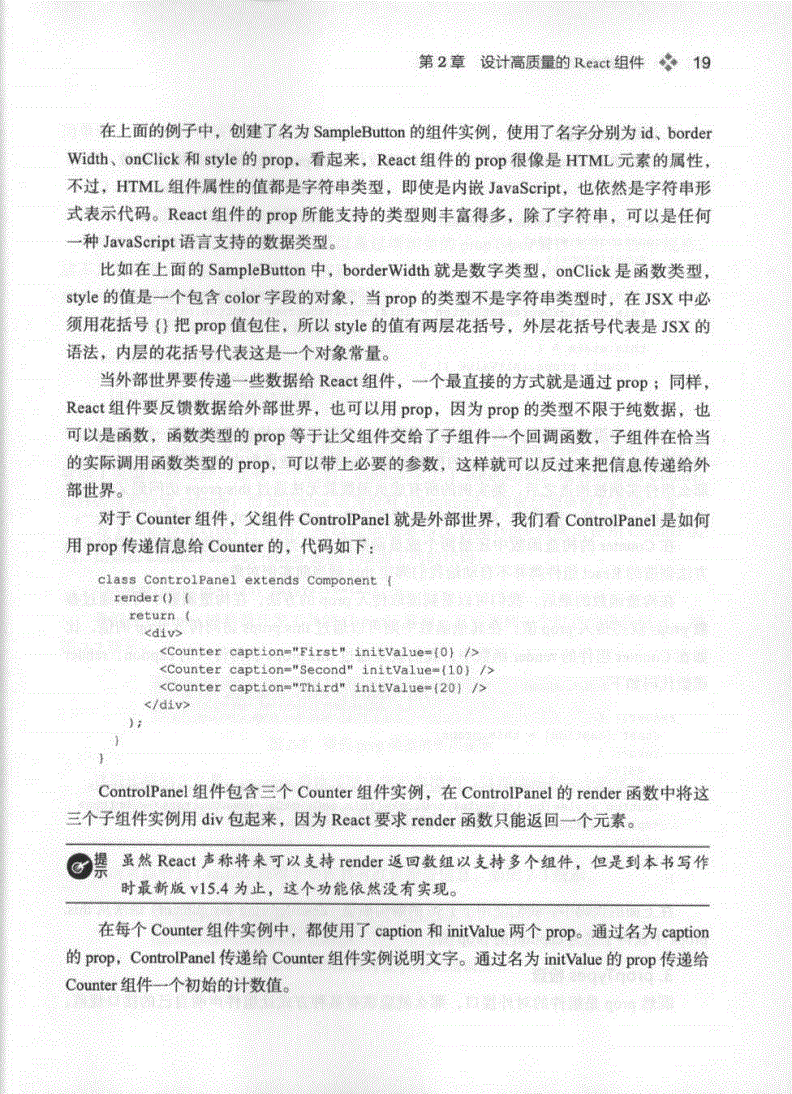 第 2 章 设计高质量的 React 组件 19
在上面的例子中，创建了名为 SampleButton 的组件实例，使用了名字分别为 id、border
Width、onClick 和 style 的 prop，看起来，React 组件的 prop 很像是 HTML 元素的属性，
不过，HTML 组件属性的值都是字符串类型，即使是内嵌 JavaScript，也依然是字符串形
式表示代码。React 组件的 prop 所能支持的类型则丰富得多，除了字符串，可以是任何
一种 JavaScript 语言支持的数据类型。
比如在上面的 SampleButton 中，borderWidth 就是数字类型，onClick 是函数类型，
style 的值是一个包含 color 字段的对象，当 prop 的类型不是字符串类型时，在 JSX 中必
须用花括号 {} 把 prop 值包住，所以 style 的值有两层花括号，外层花括号代表是 JSX 的
语法，内层的花括号代表这是一个对象常量。
当外部世界要传递一些数据给 React 组件，一个最直接的方式就是通过 prop；同样，
React 组件要反馈数据给外部世界，也可以用 prop，因为 prop 的类型不限于纯数据，也
可以是函数，函数类型的 prop 等于让父组件交给了子组件一个回调函数，子组件在恰当
的实际调用函数类型的 prop，可以带上必要的参数，这样就可以反过来把信息传递给外
部世界。
对于 Counter 组件，父组件 ControlPanel 就是外部世界，我们看 ControlPanel 是如何
用 prop 传递信息给 Counter 的，代码如下：
class ControlPanel extends Component {
render() {
return (
<div>
<Counter caption="First" initValue={0} />
<Counter caption="Second" initValue={10} />
<Counter caption="Third" initValue={20} />
</div>
);
}
}
ControlPanel 组件包含三个 Counter 组件实例，在 ControlPanel 的 render 函数中将这
三个子组件实例用 div 包起来，因为 React 要求 render 函数只能返回一个元素。
提示 虽然 React 声称将来可以支持 render 返回数组以支持多个组件，但是到本书写作
时最新版 v15.4 为止，这个功能依然没有实现。
在每个 Counter 组件实例中，都使用了 caption 和 initValue 两个 prop。通过名为 caption
的 prop，ControlPanel 传递给 Counter 组件实例说明文字。通过名为 initValue 的 prop 传递给
Counter 组件一个初始的计数值。